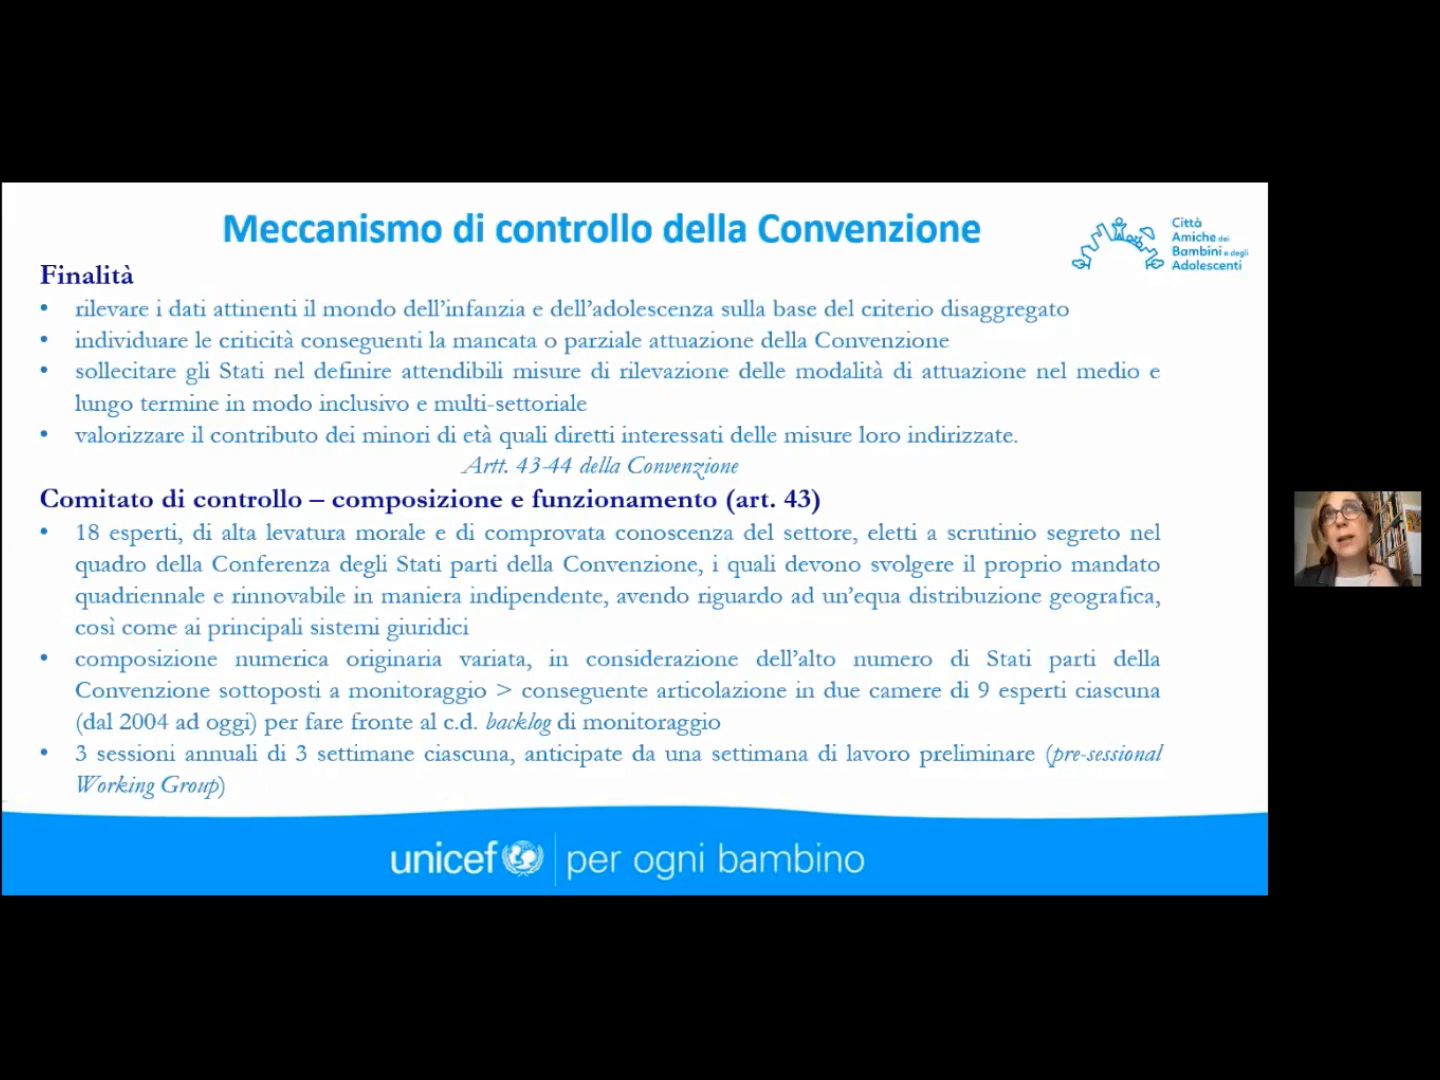 Meccanismo di controllo della Convenzione
Città
Amiche dei
Bambini e degli
Adolescenti
Finalità
• rilevare i dati attinenti il mondo dell'infanzia e dell'adolescenza sulla base del criterio disaggregato
• individuare le criticità conseguenti la mancata o parziale attuazione della Convenzione
• sollecitare gli Stati nel definire attendibili misure di rilevazione delle modalità di attuazione nel medio e
lungo termine in modo inclusivo e multi-settoriale
• valorizzare il contributo dei minori di età quali diretti interessati delle misure loro indirizzate.
Artt. 43-44 della Convenzione
Comitato di controllo – composizione e funzionamento (art. 43)
• 18 esperti, di alta levatura morale e di comprovata conoscenza del settore, eletti a scrutinio segreto nel
quadro della Conferenza degli Stati parti della Convenzione, i quali devono svolgere il proprio mandato
quadriennale e rinnovabile in maniera indipendente, avendo riguardo ad un'equa distribuzione geografica,
così come ai principali sistemi giuridici
• composizione numerica originaria variata, in considerazione dell'alto numero di Stati parti della
Convenzione sottoposti a monitoraggio > conseguente articolazione in due camere di 9 esperti ciascuna
(dal 2004 ad oggi) per fare fronte al c.d. backlog di monitoraggio
• 3 sessioni annuali di 3 settimane ciascuna, anticipate da una settimana di lavoro preliminare (pre-sessional
Working Group)
unicef | per ogni bambino